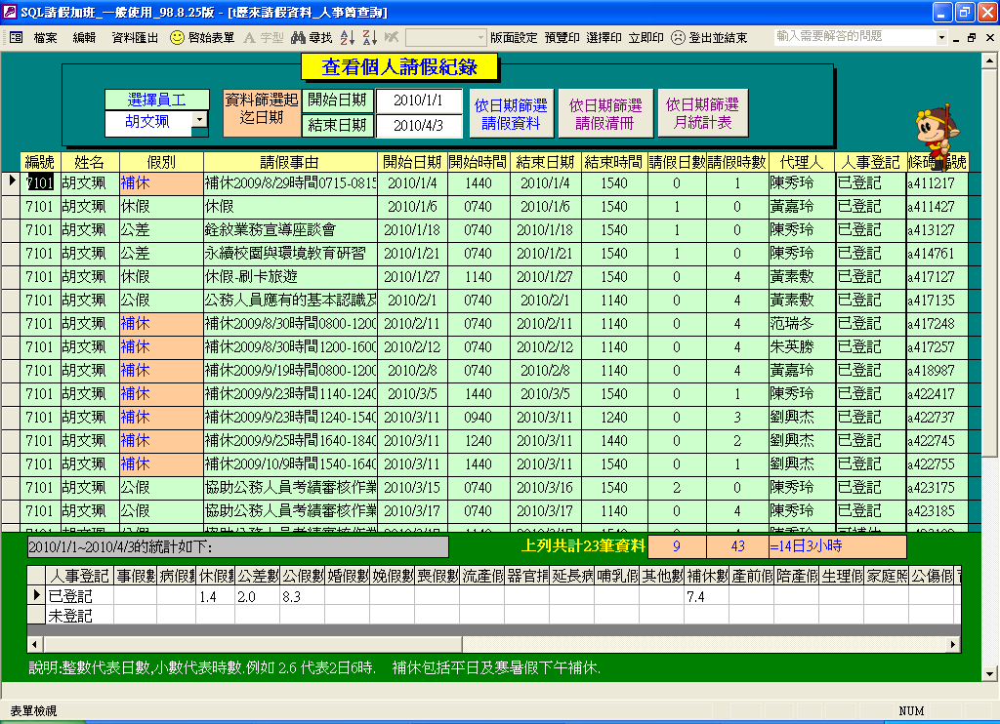 SQL請假加班_一般使用_98.8.25版 - [t歷來請假資料_人事篇查詢]
檔案 編輯 資料匯出 啓始表單 A 字型 尋找 版面設定 預覽印 選擇印 立即印 登出並結束 輸入需要解答的問題
查看個人請假紀錄
選擇員工 胡文珮
資料篩選起迄日期
開始日期 2010/1/1
結束日期 2010/4/3
依日期篩選請假資料
依日期篩選請假清冊
依日期篩選月統計表
編號 姓名 假別 請假事由 開始日期 開始時間 結束日期 結束時間 請假日數 請假時數 代理人 人事登記 條碼 號
7101 胡文珮 補休 補休2009/8/29時間0715-0815 2010/1/4 1440 2010/1/4 1540 0 1 陳秀玲 已登記 a411217
7101 胡文珮 休假 休假 2010/1/6 0740 2010/1/6 1540 1 0 黃嘉玲 已登記 a411427
7101 胡文珮 公差 銓敘業務宣導座談會 2010/1/18 0740 2010/1/18 1540 1 0 陳秀玲 已登記 a413127
7101 胡文珮 公差 永續校園與環境教育研習 2010/1/21 0740 2010/1/21 1540 1 0 陳秀玲 已登記 a414761
7101 胡文珮 休假 休假-刷卡旅遊 2010/1/27 1140 2010/1/27 1540 0 4 黃素敷 已登記 a417127
7101 胡文珮 公假 公務人員應有的基本認識及 2010/2/1 0740 2010/2/1 1140 0 4 黃素敷 已登記 a417135
7101 胡文珮 補休 補休2009/8/30時間0800-1200 2010/2/11 0740 2010/2/11 1140 0 4 范瑞冬 已登記 a417248
7101 胡文珮 補休 補休2009/8/30時間1200-1600 2010/2/12 0740 2010/2/12 1140 0 4 朱英勝 已登記 a417257
7101 胡文珮 補休 補休2009/9/19時間0800-1200 2010/2/8 0740 2010/2/8 1140 0 4 黃嘉玲 已登記 a418987
7101 胡文珮 補休 補休2009/9/23時間1140-1240 2010/3/5 1440 2010/3/5 1540 0 1 陳秀玲 已登記 a422417
7101 胡文珮 補休 補休2009/9/23時間1240-1540 2010/3/11 0940 2010/3/11 1240 0 3 劉興杰 已登記 a422737
7101 胡文珮 補休 補休2009/9/25時間1640-1840 2010/3/11 1240 2010/3/11 1440 0 2 劉興杰 已登記 a422745
7101 胡文珮 補休 補休2009/10/9時間1540-1640 2010/3/11 1440 2010/3/11 1540 0 1 劉興杰 已登記 a422755
7101 胡文珮 公假 協助公務人員考績審核作業 2010/3/15 0740 2010/3/16 1540 2 0 陳秀玲 已登記 a423175
7101 胡文珮 公假 協助公務人員考績審核作業 2010/3/17 0740 2010/3/17 1140 0 4 陳秀玲 已登記 a423185
2010/1/1~2010/4/3的統計如下: 上列共計23筆資料 9 43 =14日3小時
人事登記 事假數 病假數 休假數 公差數 公假數 婚假數 娩假數 喪假數 流產假 器官捐 延長病 哺乳假 其他數 補休數 產前假 陪產假 生理假 家庭照 公傷假
已登記 1.4 2.0 8.3 7.4
未登記
說明:整數代表日數,小數代表時數.例如 2.6 代表2日6時. 補休包括平日及寒暑假下午補休.
表單檢視 NUM